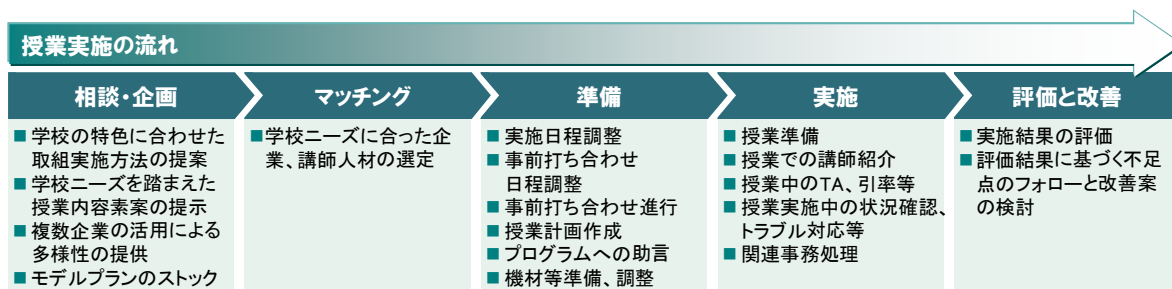 授業実施の流れ
相談・企画
マッチング
準備
実施
評価と改善
■ 学校の特色に合わせた
取組実施方法の提案
■ 学校ニーズを踏まえた
授業内容素案の提示
■ 複数企業の活用による
多様性の提供
■ モデルプランのストック
■ 学校ニーズに合った企
業、講師人材の選定
■ 実施日程調整
■ 事前打ち合わせ
日程調整
■ 事前打ち合わせ進行
■ 授業計画作成
■ プログラムへの助言
■ 機材等準備、調整
■ 授業準備
■ 授業での講師紹介
■ 授業中のTA、引率等
■ 授業実施中の状況確認、
トラブル対応等
■ 関連事務処理
■ 実施結果の評価
■ 評価結果に基づく不足
点のフォローと改善案
の検討